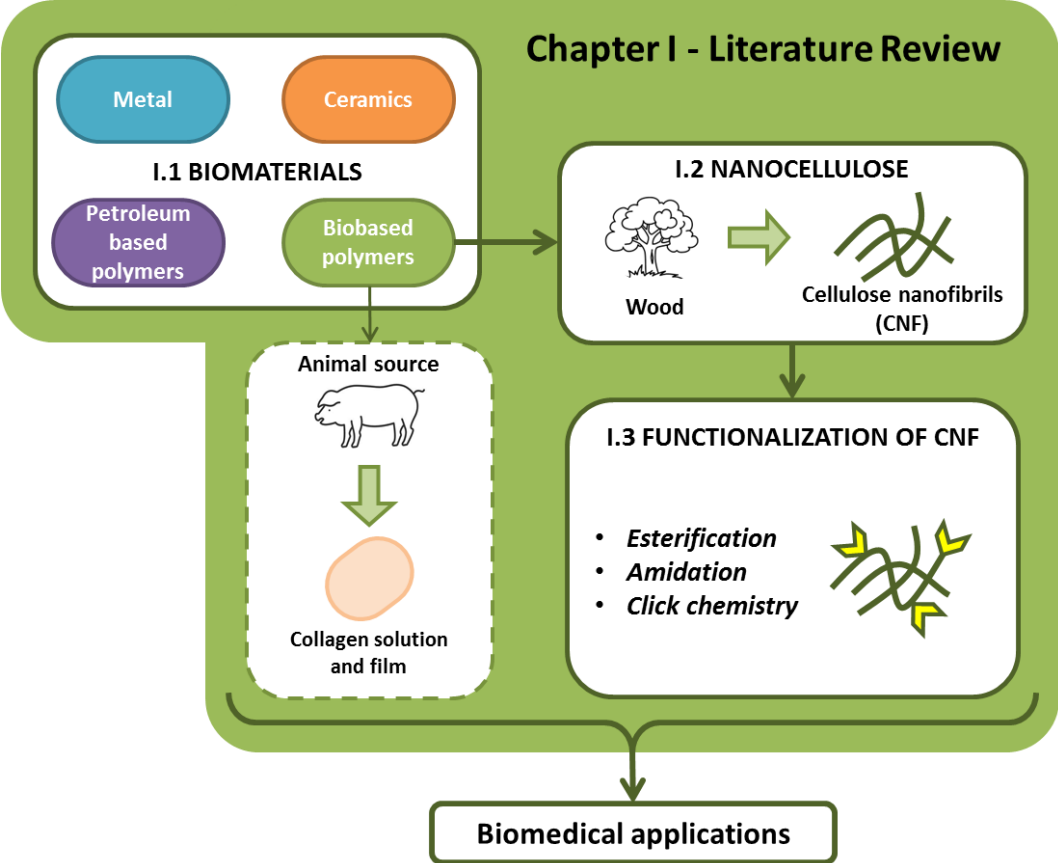 Chapter I - Literature Review
Metal
Ceramics
I.1 BIOMATERIALS
Petroleum
based
polymers
Biobased
polymers
I.2 NANOCELLULOSE
Wood
Cellulose nanofibrils
(CNF)
Animal source
Collagen solution
and film
I.3 FUNCTIONALIZATION OF CNF
• Esterification
• Amidation
• Click chemistry
Biomedical applications